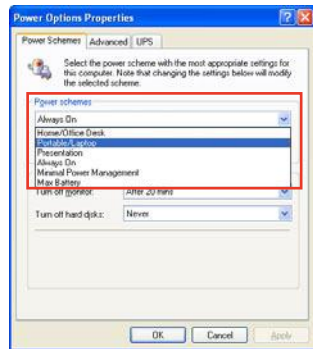 Power Options Properties
Power Schemes
Advanced
UPS
Select the power scheme with the most appropriate settings for
this computer. Note that changing the settings below will modify
the selected scheme.
Power schemes
Always On
Home/Office Desk
Portable/Laptop
Presentation
Always On
Minimal Power Management
Max Battery
Turn off monitor:
After 20 mins
Turn off hard disks:
Never
OK
Cancel
Apply